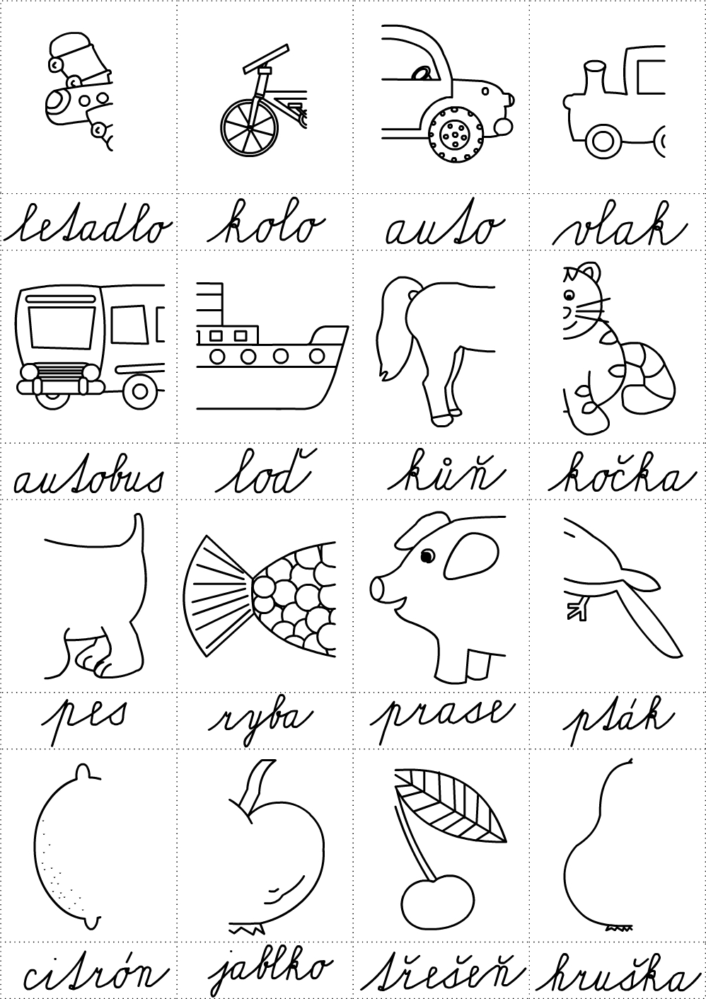 letadlo kolo auto vlak
autobus loď kůň kočka
pes ryba prase pták
citrón jablko třešeň hruška